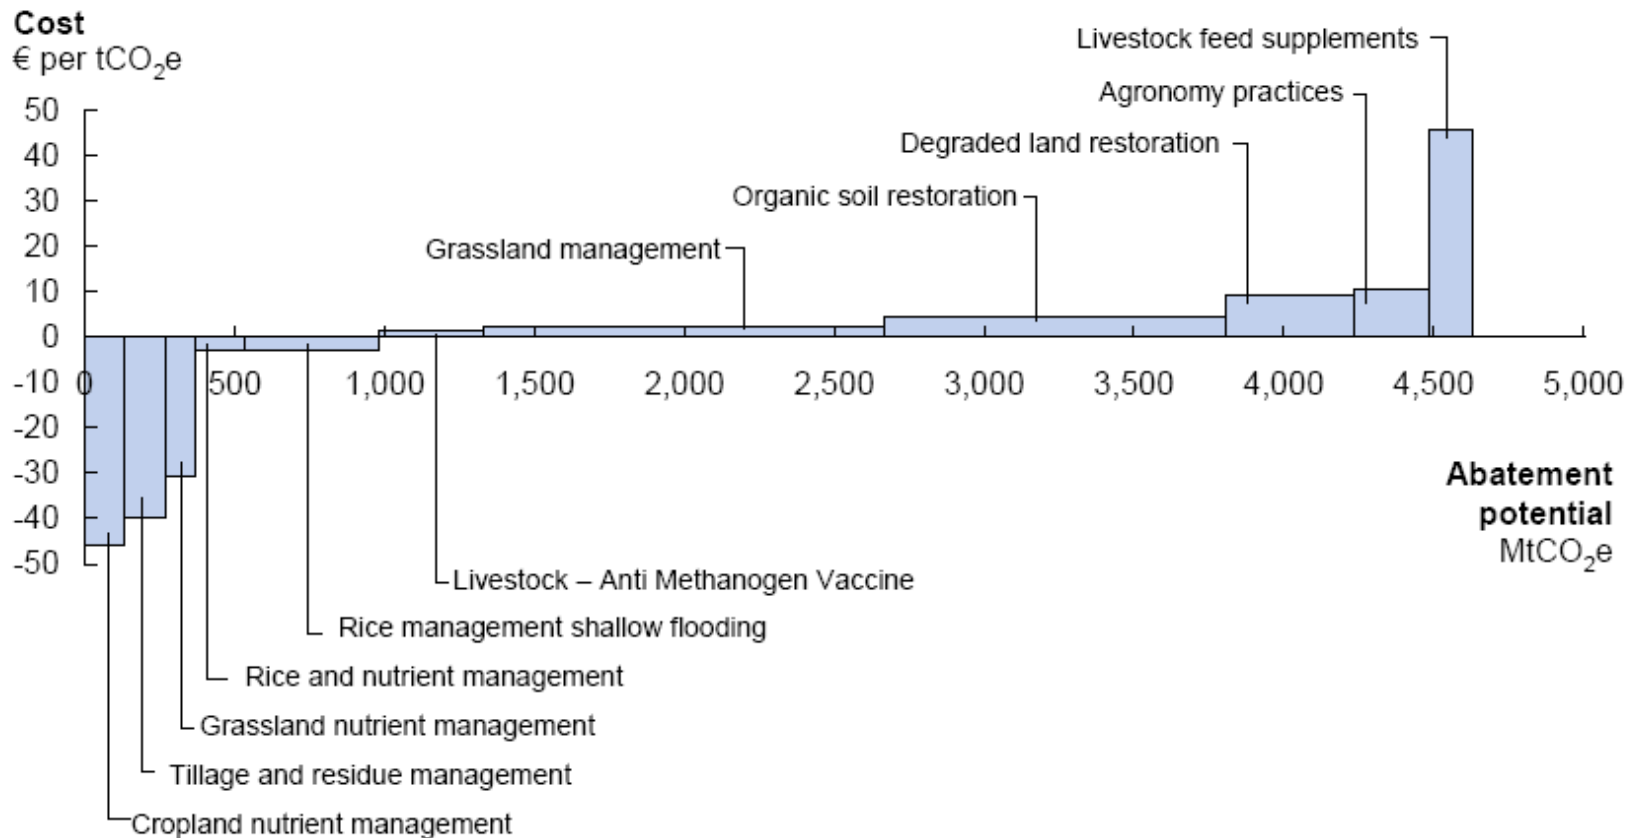 Cost
€ per tCO₂e
Livestock feed supplements
Agronomy practices
Degraded land restoration
Organic soil restoration
Grassland management
50
40
30
20
10
0
-10
-20
-30
-40
-50
0 500 1,000 1,500 2,000 2,500 3,000 3,500 4,000 4,500 5,000
Abatement
potential
MtCO₂e
Livestock – Anti Methanogen Vaccine
Rice management shallow flooding
Rice and nutrient management
Grassland nutrient management
Tillage and residue management
Cropland nutrient management